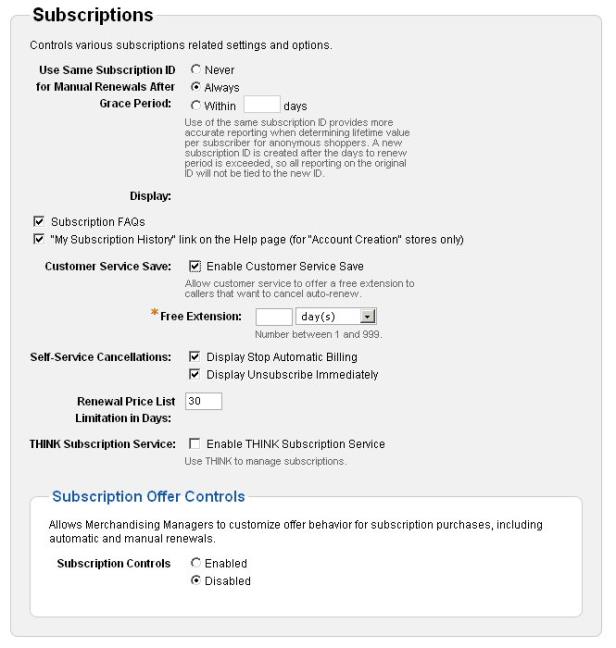 Subscriptions
Controls various subscriptions related settings and options.
Use Same Subscription ID
for Manual Renewals After
Grace Period:
Never
Always
Within days
Use of the same subscription ID provides more
accurate reporting when determining lifetime value
per subscriber for anonymous shoppers. A new
subscription ID is created after the days to renew
period is exceeded, so all reporting on the original
ID will not be tied to the new ID.
Display:
Subscription FAQs
"My Subscription History" link on the Help page (for "Account Creation" stores only)
Customer Service Save: Enable Customer Service Save
Allow customer service to offer a free extension to
callers that want to cancel auto-renew.
*Free Extension: day(s)
Number between 1 and 999.
Self-Service Cancellations: Display Stop Automatic Billing
Display Unsubscribe Immediately
Renewal Price List
Limitation in Days:
30
THINK Subscription Service: Enable THINK Subscription Service
Use THINK to manage subscriptions.
Subscription Offer Controls
Allows Merchandising Managers to customize offer behavior for subscription purchases, including
automatic and manual renewals.
Subscription Controls Enabled
Disabled